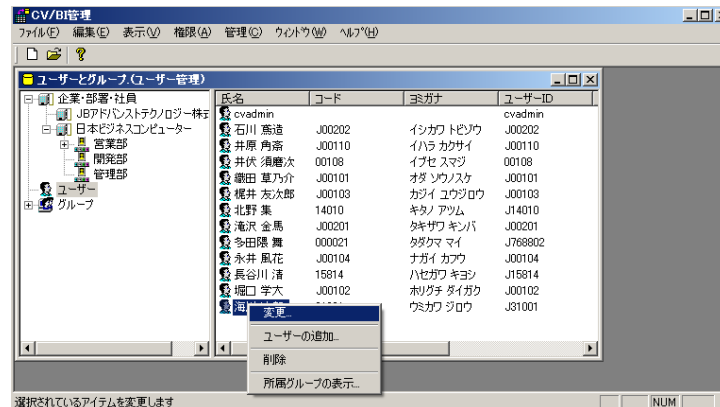 CV/BI管理
ファイル(F) 編集(E) 表示(V) 権限(A) 管理(C) ウィンドウ(W) ヘルプ(H)
ユーザーとグループ.(ユーザー管理)
企業・部署・社員
JBアドバンストテクノロジー株式
日本ビジネスコンピューター
営業部
開発部
管理部
ユーザー
グループ
氏名 コード ヨミガナ ユーザーID
cvadmin cvadmin
石川 鳶造 J00202 イシカワ トビゾウ J00202
井原 角斎 J00110 イハラ カクサイ J00110
井伏 須磨次 00108 イブセ スマジ 00108
織田 草乃介 J00101 オダ ソウノスケ J00101
梶井 友次郎 J00103 カジイ ユウジロウ J00103
北野 集 14010 キタノ アツム J14010
滝沢 金馬 J00201 タキザワ キンバ J00201
多田隈 舞 000021 タダクマ マイ J768802
永井 風花 J00104 ナガイ カフウ J00104
長谷川 清 15814 ハセガワ キヨシ J15814
堀口 学大 J00102 ホリグチ ダイガク J00102
ウミカワ ジロウ J31001
変更...
ユーザーの追加...
削除
所属グループの表示...
選択されているアイテムを変更します NUM